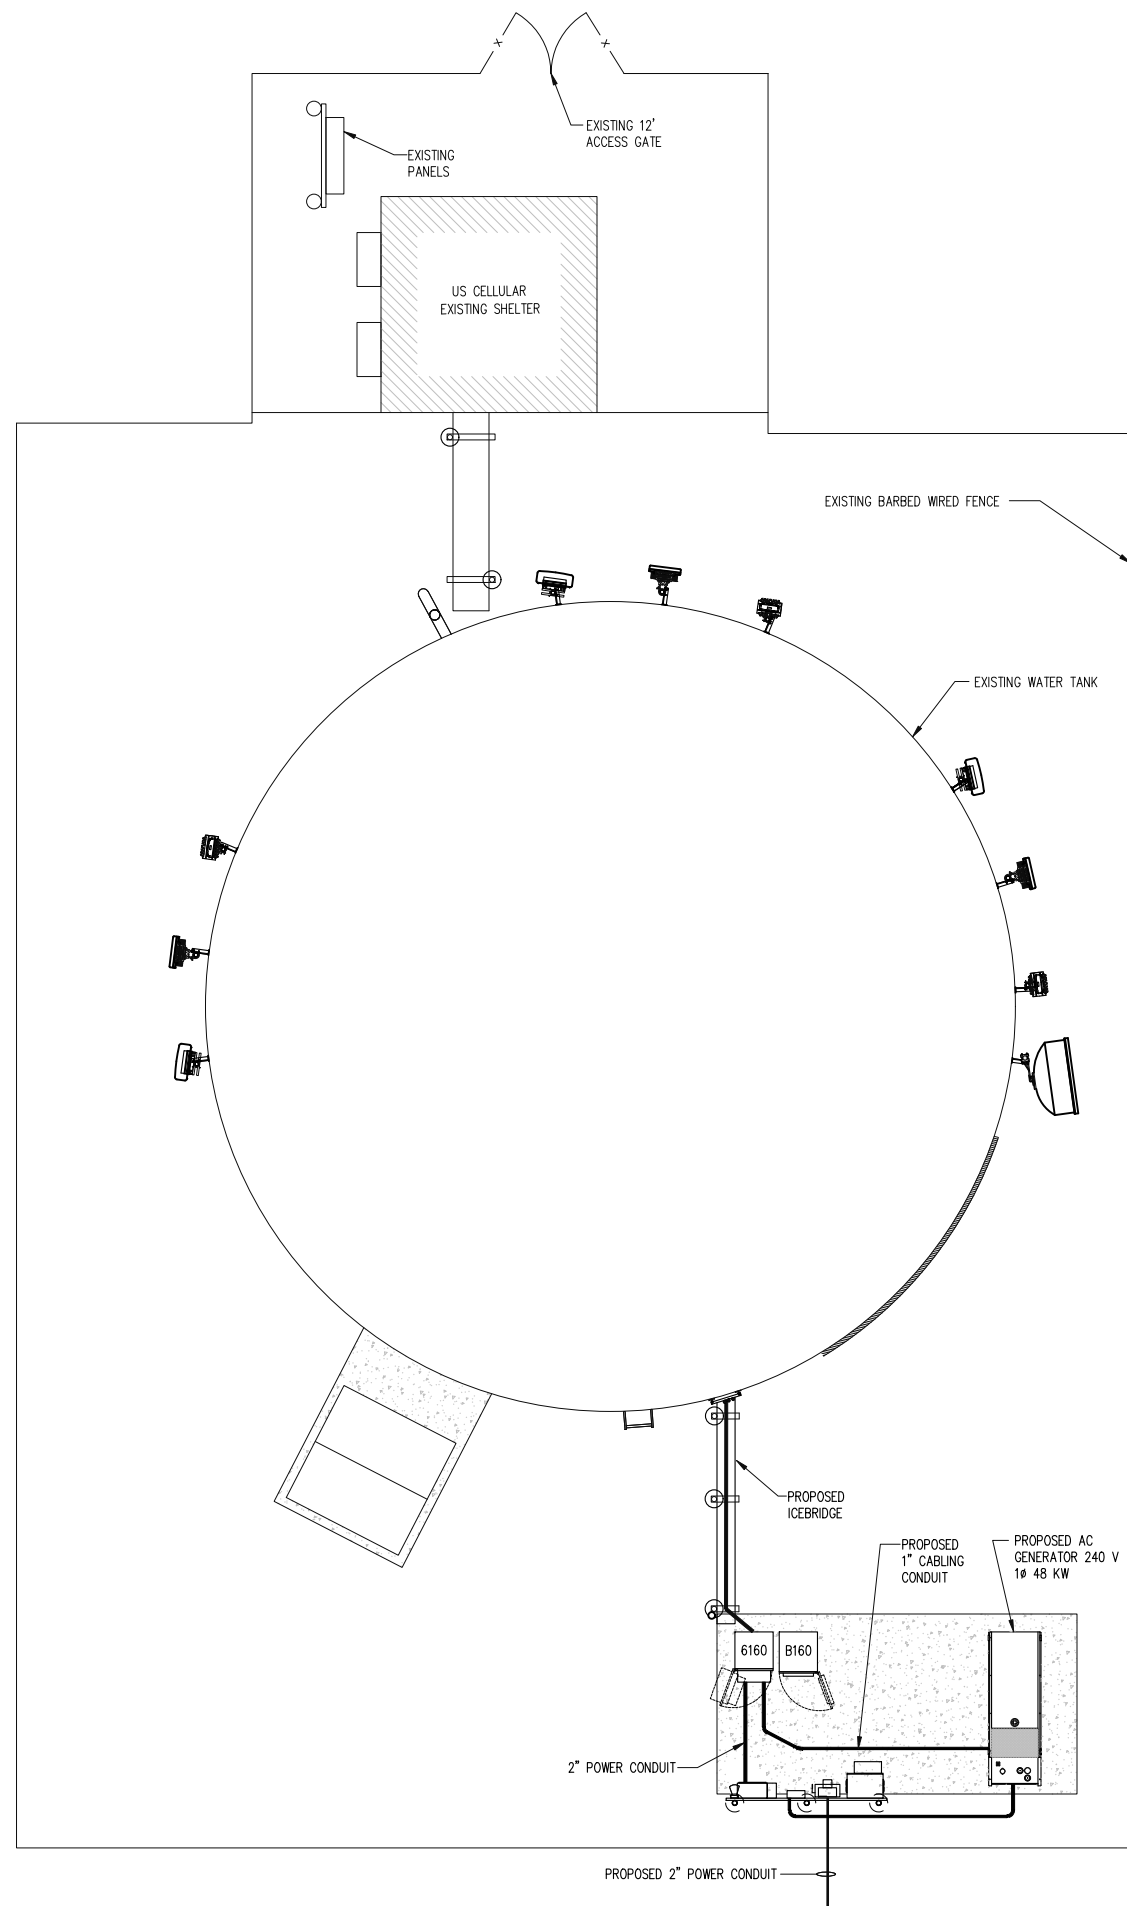 EXISTING 12'
ACCESS GATE
EXISTING
PANELS
US CELLULAR
EXISTING SHELTER
EXISTING BARBED WIRED FENCE
EXISTING WATER TANK
PROPOSED
ICEBRIDGE
PROPOSED
1" CABLING
CONDUIT
PROPOSED AC
GENERATOR 240 V
1ø 48 KW
6160
B160
2" POWER CONDUIT
PROPOSED 2" POWER CONDUIT